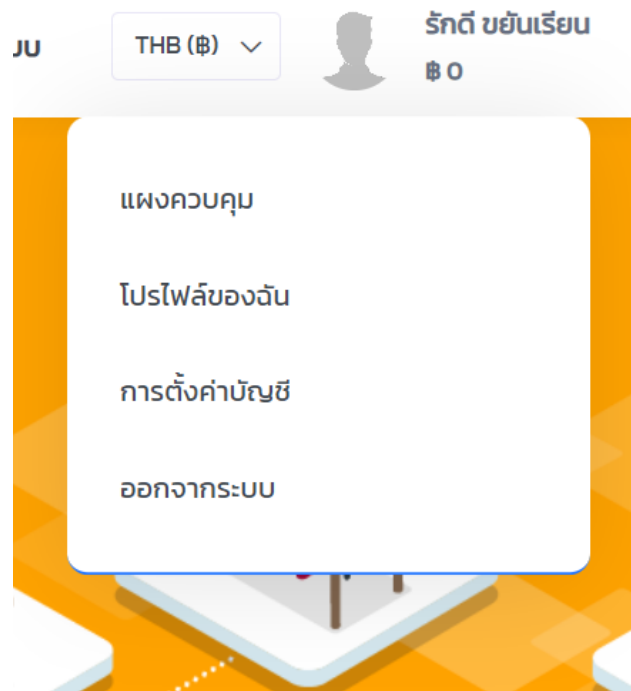 THB (฿)
รักดี ขยันเรียน
฿ 0
แผงควบคุม
โปรไฟล์ของฉัน
การตั้งค่าบัญชี
ออกจากระบบ